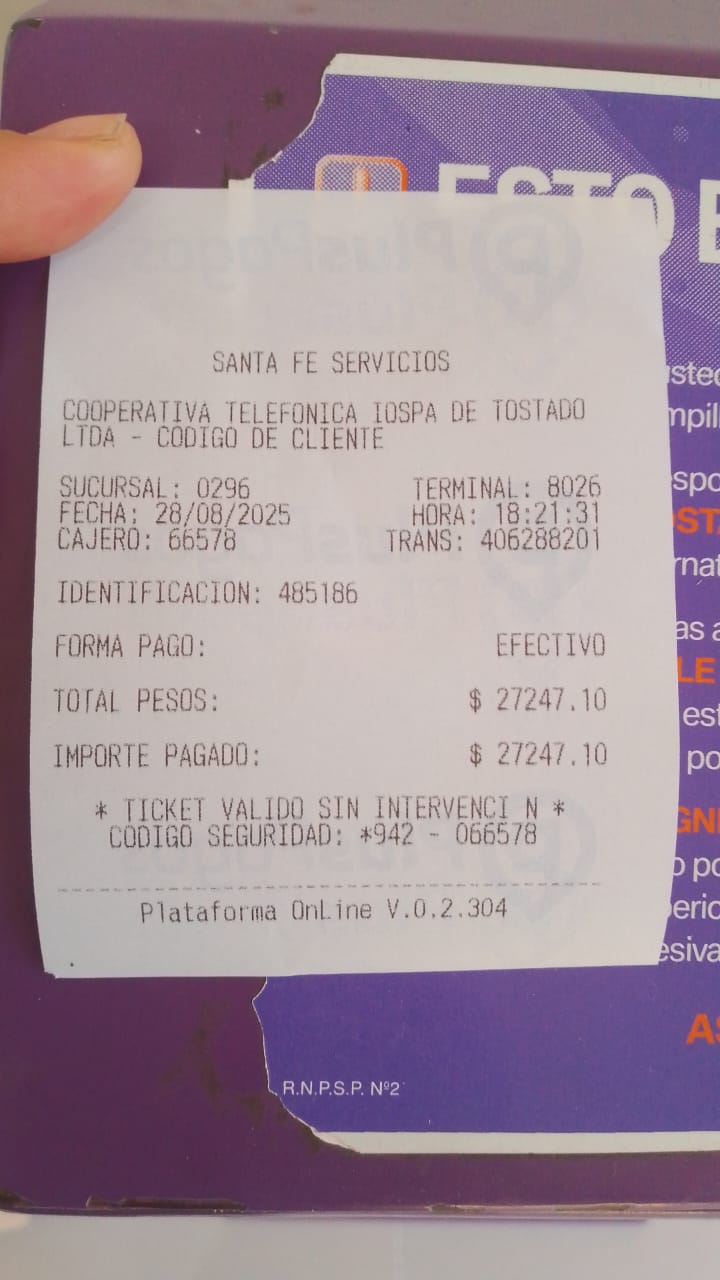 SANTA FE SERVICIOS
COOPERATIVA TELEFONICA IOSPA DE TOSTADO
LTDA - CODIGO DE CLIENTE
SUCURSAL: 0296 TERMINAL: 8026
FECHA: 28/08/2025 HORA: 18:21:31
CAJERO: 66578 TRANS: 406288201
IDENTIFICACION: 485186
FORMA PAGO: EFECTIVO
TOTAL PESOS: $ 27247.10
IMPORTE PAGADO: $ 27247.10
* TICKET VALIDO SIN INTERVENCI N *
CODIGO SEGURIDAD: *942 - 066578
Plataforma OnLine V.0.2.304
ESTO
R.N.P.S.P. Nº2